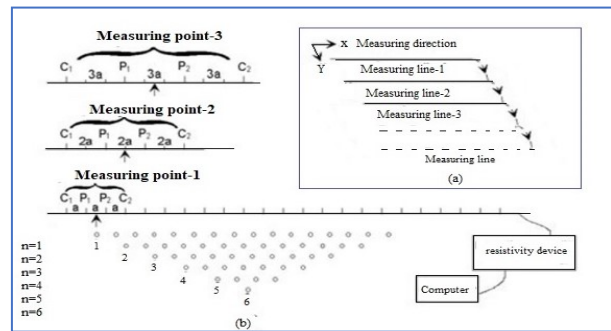 Measuring point-3
C1 P1 P2 C2
3a 3a 3a
Measuring point-2
C1 P1 P2 C2
2a 2a 2a
Measuring point-1
C1 P1 P2 C2
a a a
X Measuring direction
Y
Measuring line-1
Measuring line-2
Measuring line-3
Measuring line
(a)
resistivity device
Computer
n=1
n=2
n=3
n=4
n=5
n=6
1
2
3
4
5
6
(b)